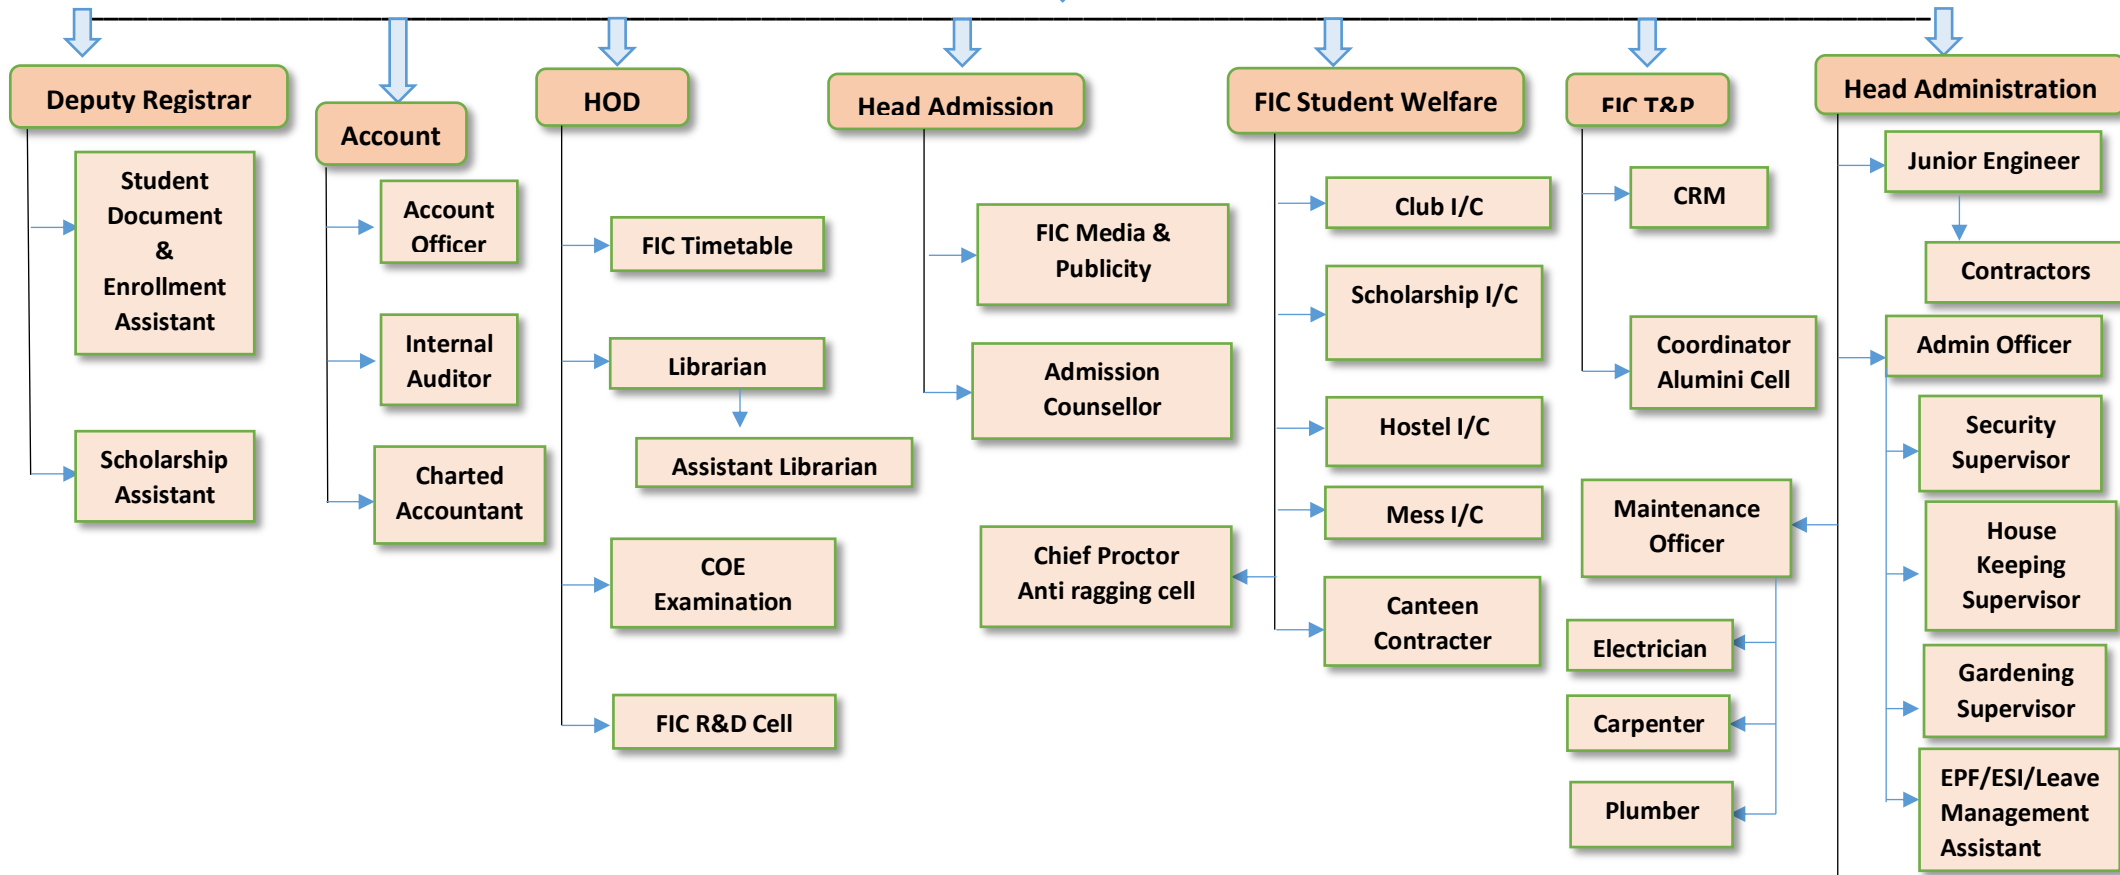 Deputy Registrar
Student
Document
&
Enrollment
Assistant
Scholarship
Assistant
Account
Account
Officer
Internal
Auditor
Charted
Accountant
HOD
FIC Timetable
Librarian
Assistant Librarian
COE
Examination
FIC R&D Cell
Head Admission
FIC Media &
Publicity
Admission
Counsellor
FIC Student Welfare
Club I/C
Scholarship I/C
Hostel I/C
Mess I/C
Chief Proctor
Anti ragging cell
Canteen
Contracter
FIC T&P
CRM
Coordinator
Alumini Cell
Head Administration
Junior Engineer
Contractors
Admin Officer
Security
Supervisor
House
Keeping
Supervisor
Gardening
Supervisor
EPF/ESI/Leave
Management
Assistant
Maintenance
Officer
Electrician
Carpenter
Plumber